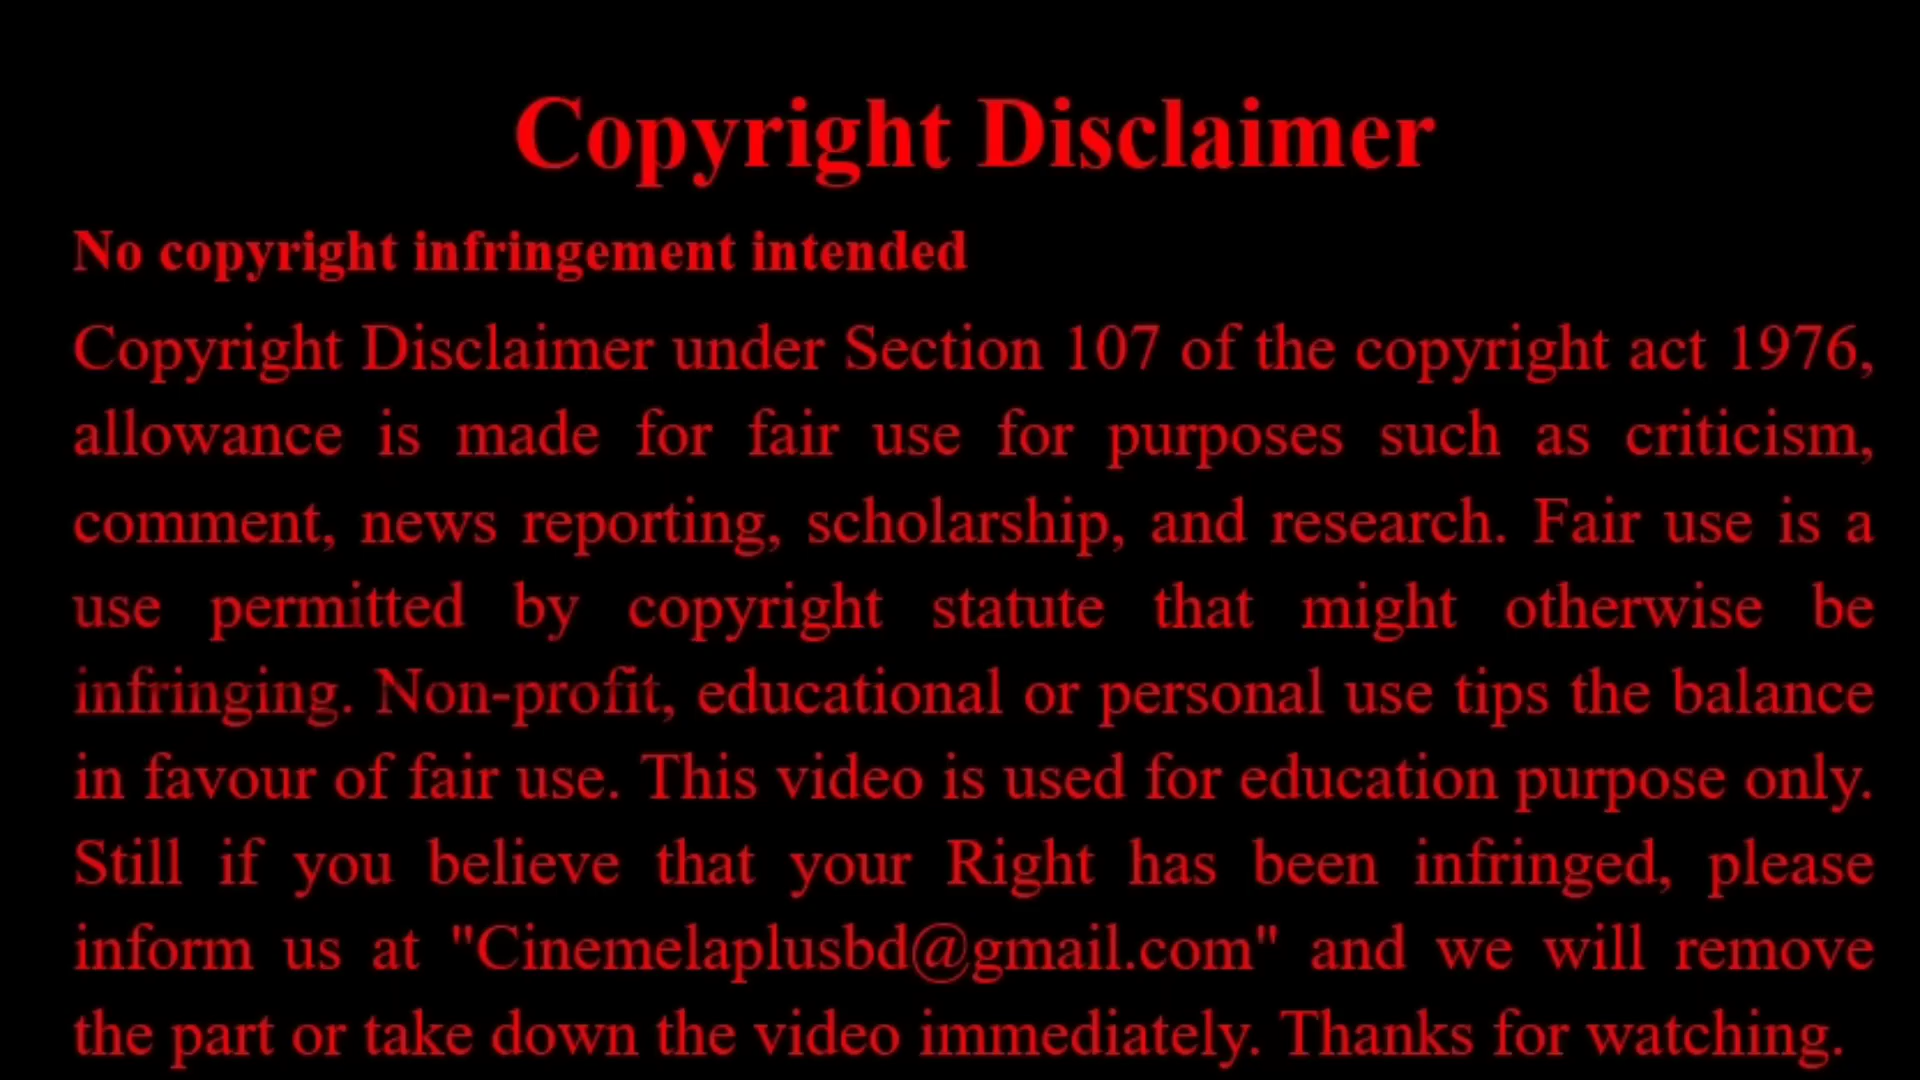 Copyright Disclaimer
No copyright infringement intended
Copyright Disclaimer under Section 107 of the copyright act 1976,
allowance is made for fair use for purposes such as criticism,
comment, news reporting, scholarship, and research. Fair use is a
use permitted by copyright statute that might otherwise be
infringing. Non-profit, educational or personal use tips the balance
in favour of fair use. This video is used for education purpose only.
Still if you believe that your Right has been infringed, please
inform us at "Cinemelaplusbd@gmail.com" and we will remove
the part or take down the video immediately. Thanks for watching.